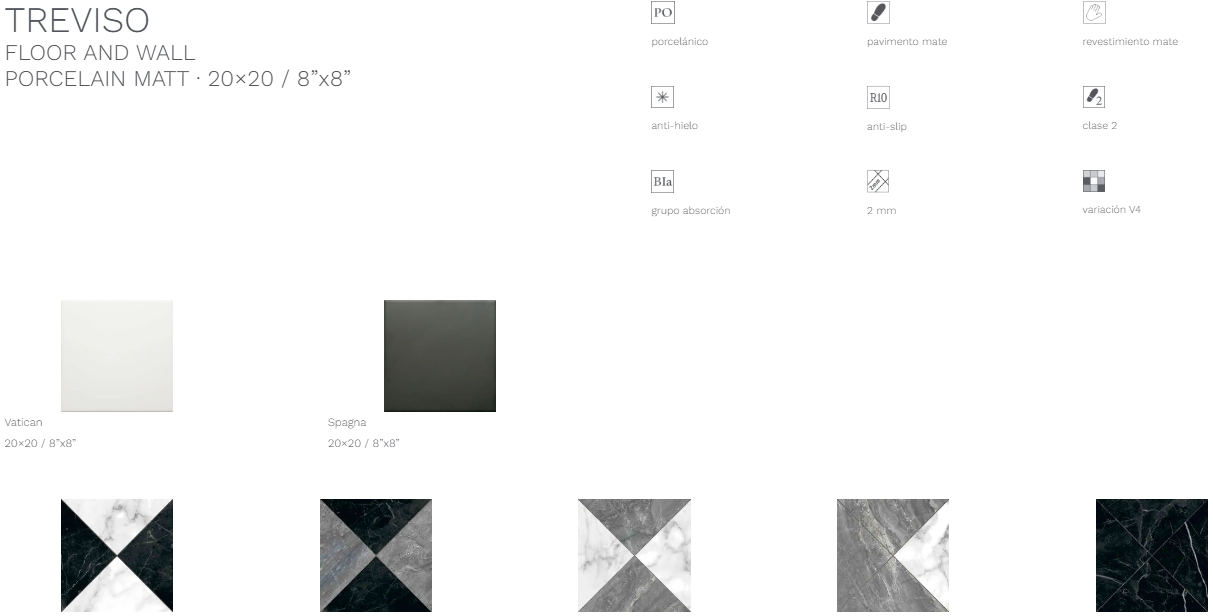 TREVISO
FLOOR AND WALL
PORCELAIN MATT · 20×20 / 8”x8”
PO
porcelánico
pavimento mate
revestimiento mate
anti-hielo
R10
anti-slip
2
clase 2
BIa
grupo absorción
2mm
2 mm
variación V4
Vatican
20×20 / 8”x8”
Spagna
20×20 / 8”x8”